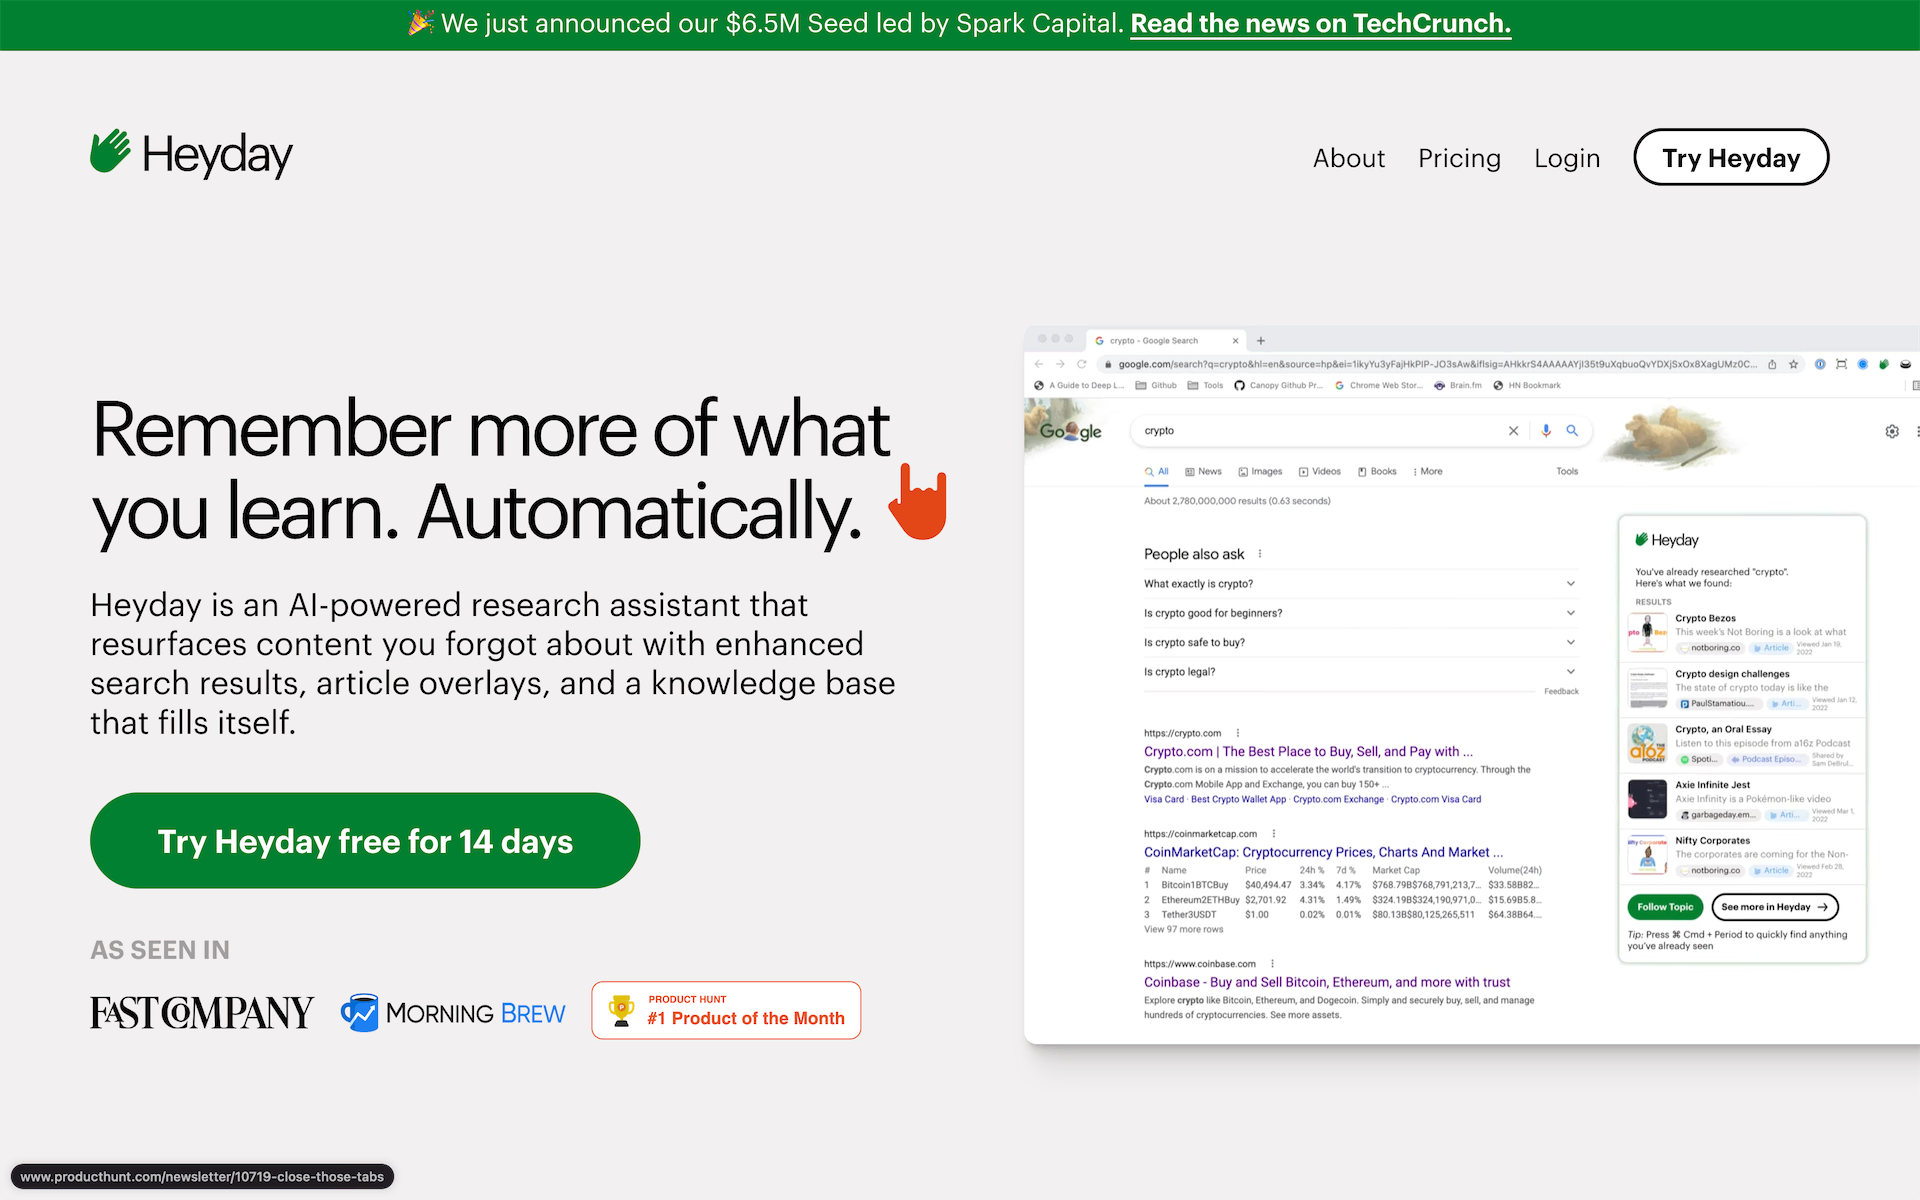 We just announced our $6.5M Seed led by Spark Capital. Read the news on TechCrunch.
Heyday
About Pricing Login Try Heyday
Remember more of what
you learn. Automatically.
Heyday is an AI-powered research assistant that
resurfaces content you forgot about with enhanced
search results, article overlays, and a knowledge base
that fills itself.
Try Heyday free for 14 days
AS SEEN IN
FAST COMPANY
MORNING BREW
PRODUCT HUNT
#1 Product of the Month
crypto - Google Search
A Guide to Deep L... Github Tools Canopy Github Pr... Chrome Web Stor... Brain.fm HN Bookmark
Google
crypto
All News Images Videos Books More Tools
About 2,780,000,000 results (0.63 seconds)
People also ask
What exactly is crypto?
Is crypto good for beginners?
Is crypto safe to buy?
Is crypto legal?
Feedback
https://crypto.com
Crypto.com | The Best Place to Buy, Sell, and Pay with ...
Crypto.com is on a mission to accelerate the world's transition to cryptocurrency. Through the
Crypto.com Mobile App and Exchange, you can buy 150+ ...
Visa Card · Best Crypto Wallet App · Crypto.com Exchange · Crypto.com Visa Card
https://coinmarketcap.com
CoinMarketCap: Cryptocurrency Prices, Charts And Market ...
# Name Price 24h % 7d % Market Cap Volume(24h)
1 Bitcoin1BTCBuy $40,494.47 3.34% 4.17% $768.79B$768,791,213,7... $33.58B82...
2 Ethereum2ETHBuy $2,701.92 4.31% 1.49% $324.19B$324,190,971,0... $15.69B5.8...
3 Tether3USDT $1.00 0.02% 0.01% $80.13B$80,125,265,511 $64.38B64...
View 97 more rows
https://www.coinbase.com
Coinbase - Buy and Sell Bitcoin, Ethereum, and more with trust
Explore crypto like Bitcoin, Ethereum, and Dogecoin. Simply and securely buy, sell, and manage
hundreds of cryptocurrencies. See more assets.
Heyday
You've already researched "crypto".
Here's what we found:
RESULTS
Crypto Bezos
This week's Not Boring is a look at what
notboring.co Article Viewed Jan 19, 2022
Crypto design challenges
The state of crypto today is like the
PaulStamatiou.... Arti... Viewed Jan 12, 2022
Crypto, an Oral Essay
Listen to this episode from a16z Podcast
Spoti... Podcast Episo... Shared by Sam DeBrul...
a16z THE PODCAST
Axie Infinite Jest
Axie Infinity is a Pokémon-like video
garbageday.em... Arti... Viewed Mar 1, 2022
Nifty Corporates
The corporates are coming for the Non-
notboring.co Article Viewed Feb 28, 2022
Follow Topic See more in Heyday →
Tip: Press ⌘ Cmd + Period to quickly find anything
you've already seen
www.producthunt.com/newsletter/10719-close-those-tabs